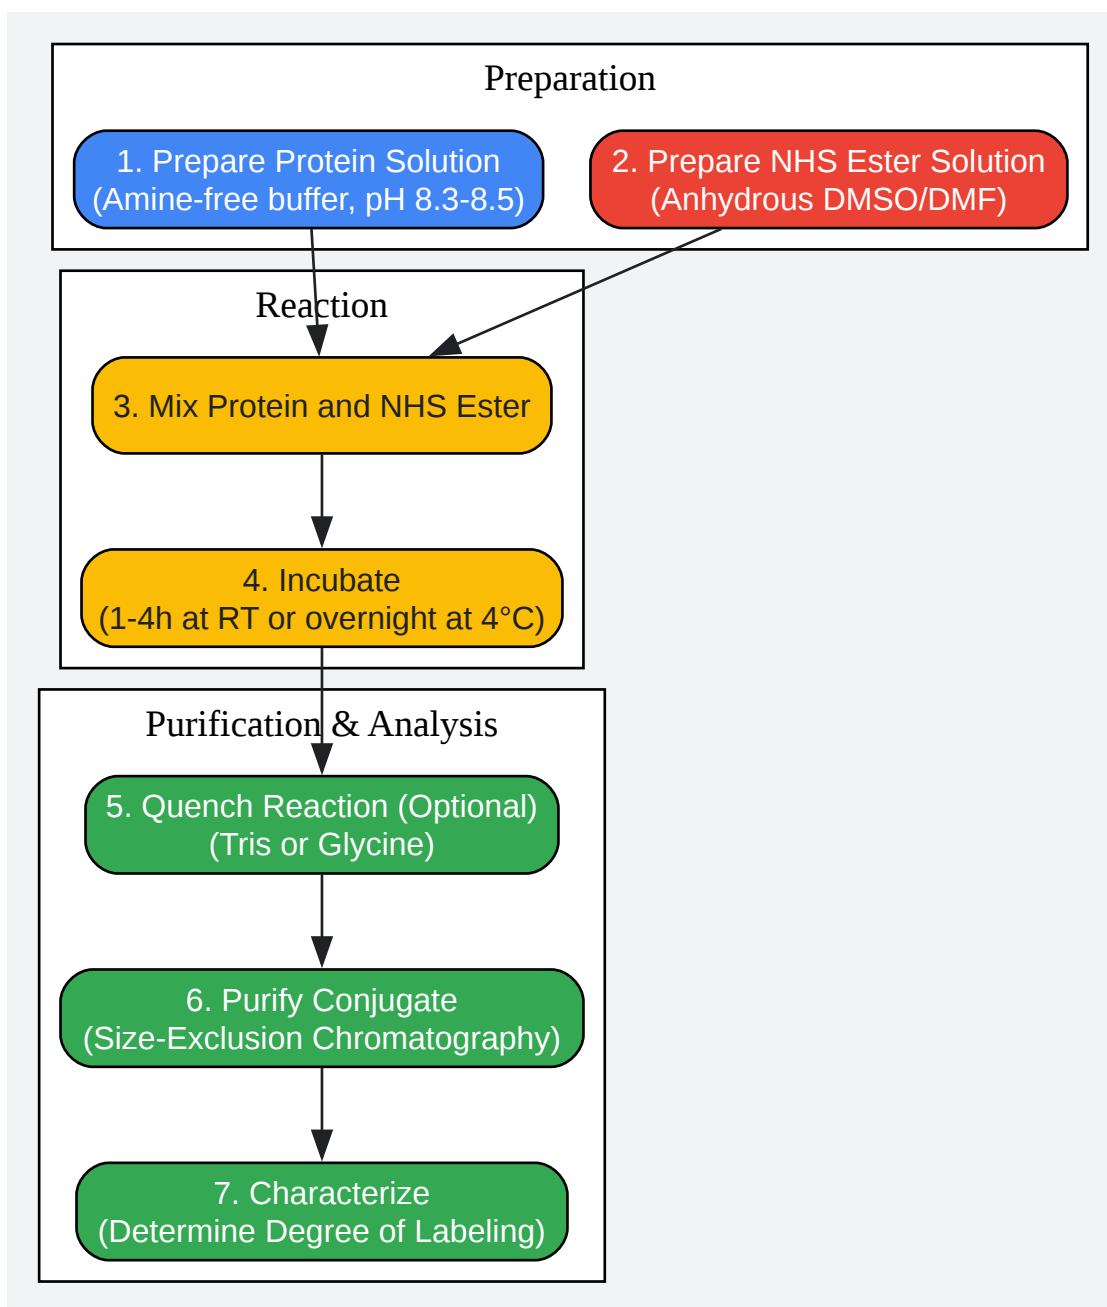 Preparation
1. Prepare Protein Solution
(Amine-free buffer, pH 8.3-8.5)
2. Prepare NHS Ester Solution
(Anhydrous DMSO/DMF)
Reaction
3. Mix Protein and NHS Ester
4. Incubate
(1-4h at RT or overnight at 4°C)
Purification & Analysis
5. Quench Reaction (Optional)
(Tris or Glycine)
6. Purify Conjugate
(Size-Exclusion Chromatography)
7. Characterize
(Determine Degree of Labeling)